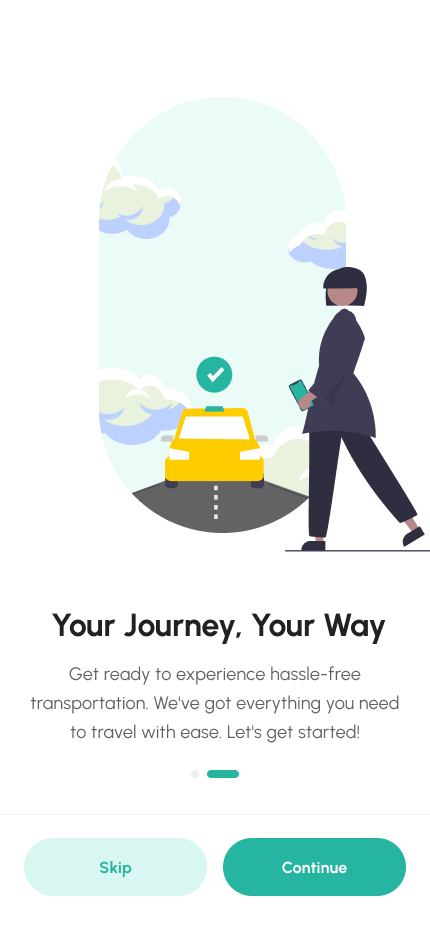 Your Journey, Your Way
Get ready to experience hassle-free
transportation. We've got everything you need
to travel with ease. Let's get started!
Skip
Continue